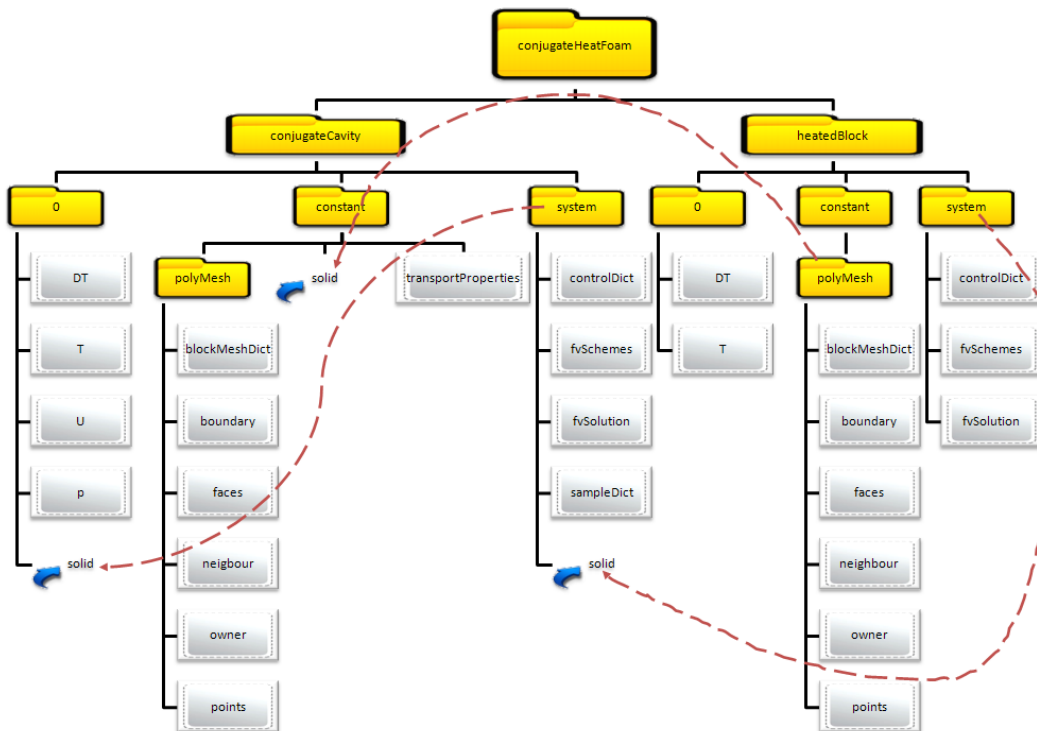 conjugateHeatFoam
conjugateCavity
heatedBlock
0
constant
system
0
constant
system
DT
polyMesh
solid
transportProperties
controlDict
DT
polyMesh
controlDict
T
blockMeshDict
fvSchemes
T
blockMeshDict
fvSchemes
U
boundary
fvSolution
boundary
fvSolution
p
faces
sampleDict
faces
solid
neigbour
solid
neighbour
owner
owner
points
points